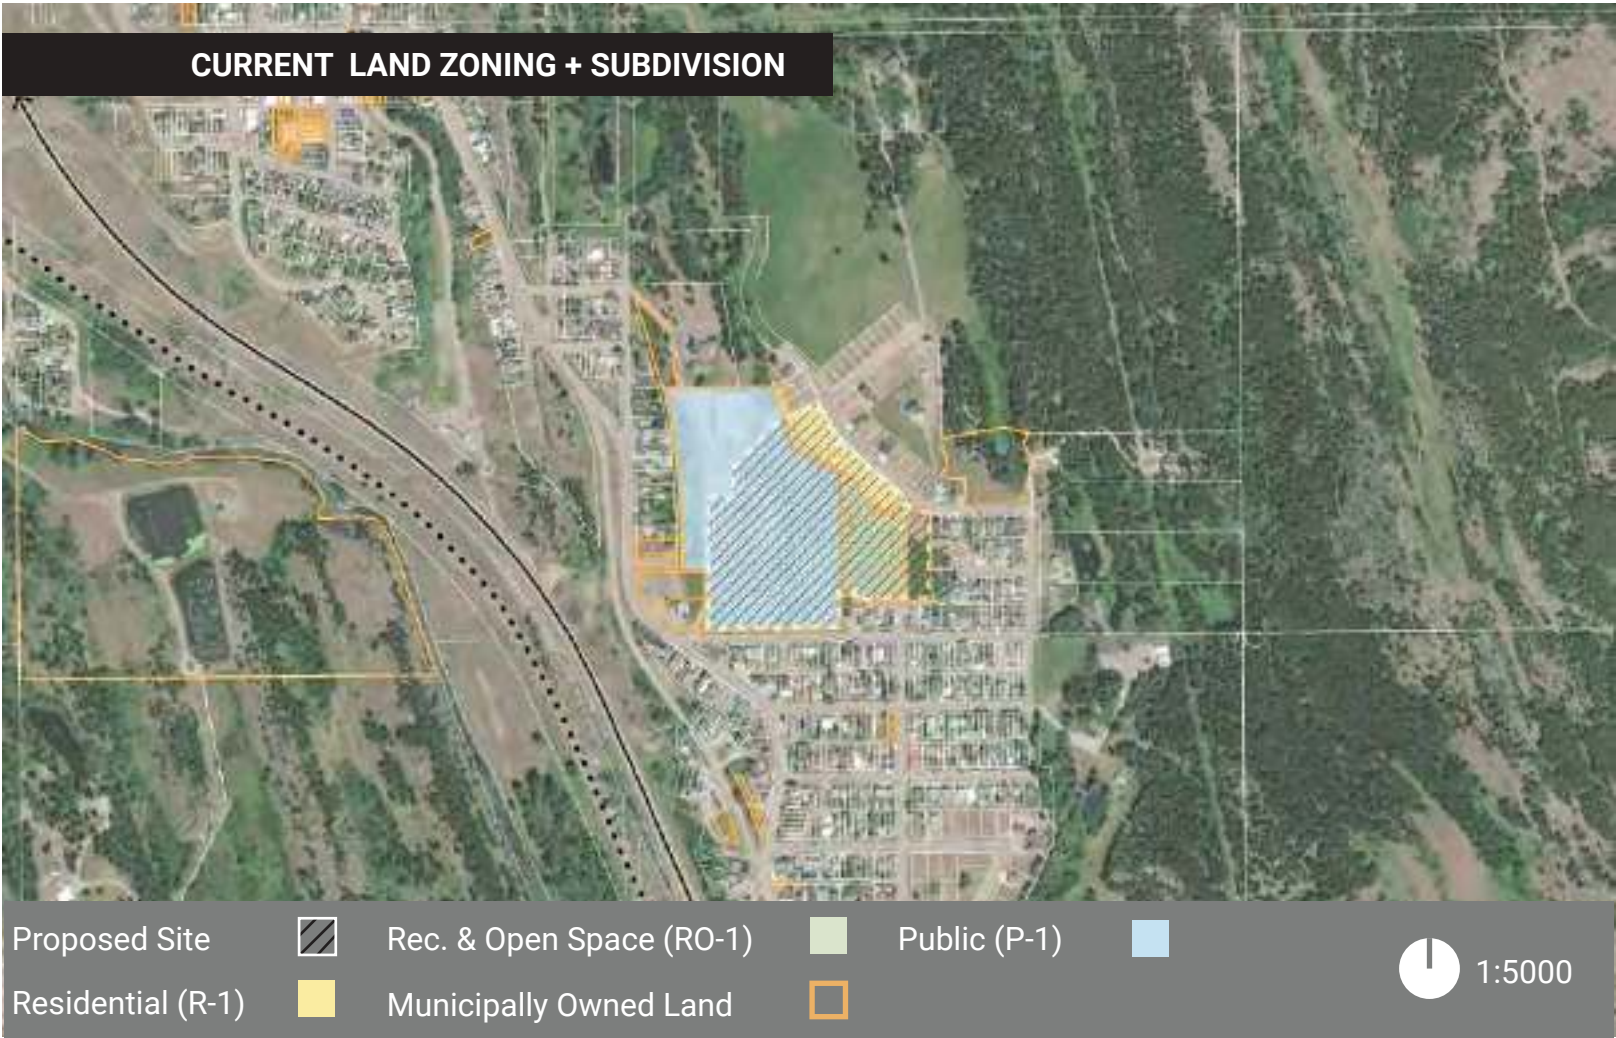 CURRENT LAND ZONING + SUBDIVISION
Proposed Site
Rec. & Open Space (RO-1)
Public (P-1)
1:5000
Residential (R-1)
Municipally Owned Land